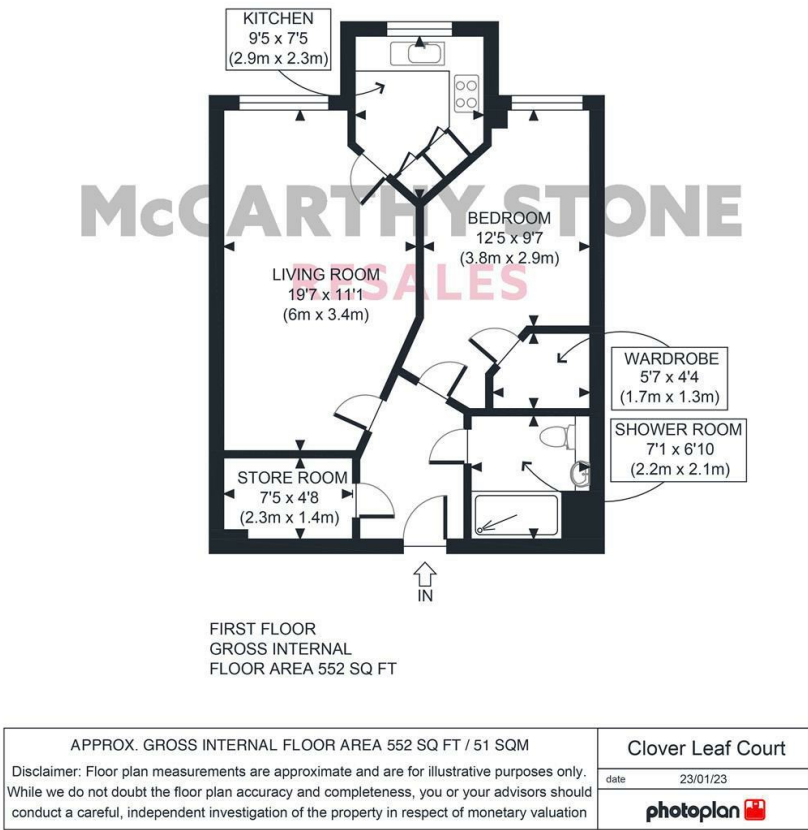 KITCHEN
9'5 x 7'5
(2.9m x 2.3m)
McCARTHY STONE
RESALES
BEDROOM
12'5 x 9'7
(3.8m x 2.9m)
LIVING ROOM
19'7 x 11'1
(6m x 3.4m)
WARDROBE
5'7 x 4'4
(1.7m x 1.3m)
SHOWER ROOM
7'1 x 6'10
(2.2m x 2.1m)
STORE ROOM
7'5 x 4'8
(2.3m x 1.4m)
IN
FIRST FLOOR
GROSS INTERNAL
FLOOR AREA 552 SQ FT
APPROX. GROSS INTERNAL FLOOR AREA 552 SQ FT / 51 SQM
Disclaimer: Floor plan measurements are approximate and are for illustrative purposes only.
While we do not doubt the floor plan accuracy and completeness, you or your advisors should
conduct a careful, independent investigation of the property in respect of monetary valuation
Clover Leaf Court
date 23/01/23
photoplan